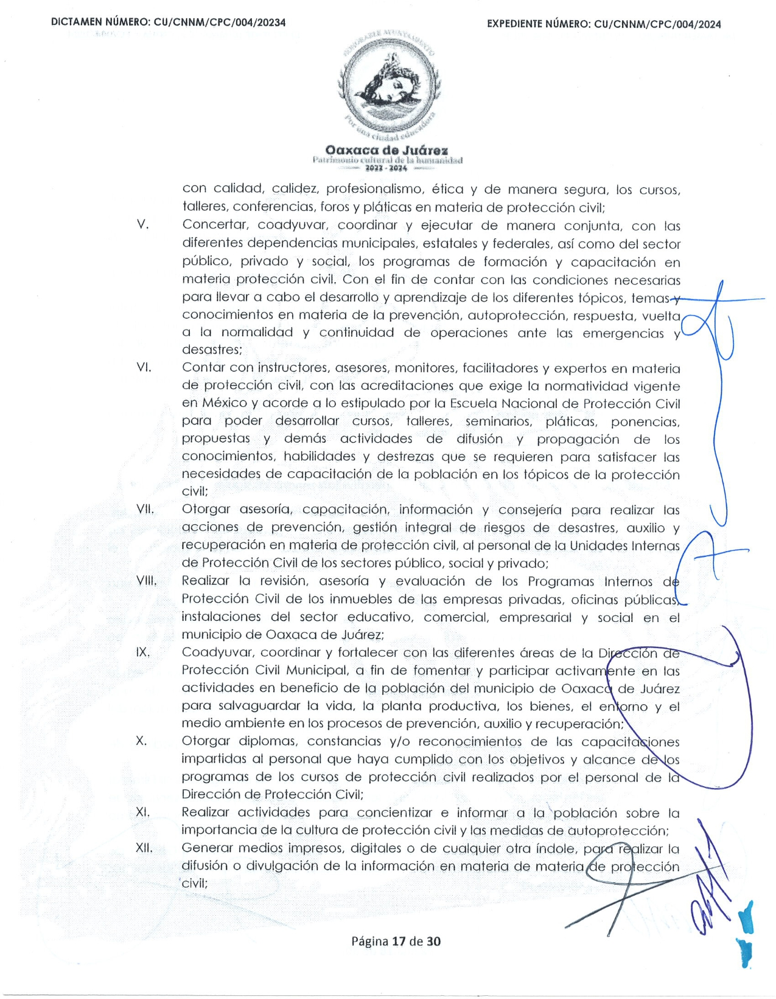 DICTAMEN NÚMERO: CU/CNNM/CPC/004/20234
EXPEDIENTE NÚMERO: CU/CNNM/CPC/004/2024
HONORABLE AYUNTAMIENTO
Por una ciudad educadora
Oaxaca de Juárez
Patrimonio cultural de la humanidad
2022 - 2024
con calidad, calidez, profesionalismo, ética y de manera segura, los cursos,
talleres, conferencias, foros y pláticas en materia de protección civil;
V. Concertar, coadyuvar, coordinar y ejecutar de manera conjunta, con las
diferentes dependencias municipales, estatales y federales, así como del sector
público, privado y social, los programas de formación y capacitación en
materia protección civil. Con el fin de contar con las condiciones necesarias
para llevar a cabo el desarrollo y aprendizaje de los diferentes tópicos, temas y
conocimientos en materia de la prevención, autoprotección, respuesta, vuelta
a la normalidad y continuidad de operaciones ante las emergencias y
desastres;
VI. Contar con instructores, asesores, monitores, facilitadores y expertos en materia
de protección civil, con las acreditaciones que exige la normatividad vigente
en México y acorde a lo estipulado por la Escuela Nacional de Protección Civil
para poder desarrollar cursos, talleres, seminarios, pláticas, ponencias,
propuestas y demás actividades de difusión y propagación de los
conocimientos, habilidades y destrezas que se requieren para satisfacer las
necesidades de capacitación de la población en los tópicos de la protección
civil;
VII. Otorgar asesoría, capacitación, información y consejería para realizar las
acciones de prevención, gestión integral de riesgos de desastres, auxilio y
recuperación en materia de protección civil, al personal de la Unidades Internas
de Protección Civil de los sectores público, social y privado;
VIII. Realizar la revisión, asesoría y evaluación de los Programas Internos de
Protección Civil de los inmuebles de las empresas privadas, oficinas públicas,
instalaciones del sector educativo, comercial, empresarial y social en el
municipio de Oaxaca de Juárez;
IX. Coadyuvar, coordinar y fortalecer con las diferentes áreas de la Dirección de
Protección Civil Municipal, a fin de fomentar y participar activamente en las
actividades en beneficio de la población del municipio de Oaxaca de Juárez
para salvaguardar la vida, la planta productiva, los bienes, el entorno y el
medio ambiente en los procesos de prevención, auxilio y recuperación;
X. Otorgar diplomas, constancias y/o reconocimientos de las capacitaciones
impartidas al personal que haya cumplido con los objetivos y alcance de los
programas de los cursos de protección civil realizados por el personal de la
Dirección de Protección Civil;
XI. Realizar actividades para concientizar e informar a la población sobre la
importancia de la cultura de protección civil y las medidas de autoprotección;
XII. Generar medios impresos, digitales o de cualquier otra índole, para realizar la
difusión o divulgación de la información en materia de materia de protección
civil;
Página 17 de 30